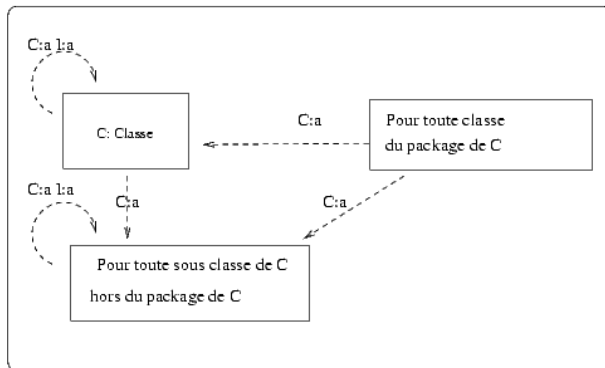 C:a l:a
C: Classe
C:a
Pour toute classe
du package de C
C:a l:a
C:a
C:a
Pour toute sous classe de C
hors du package de C